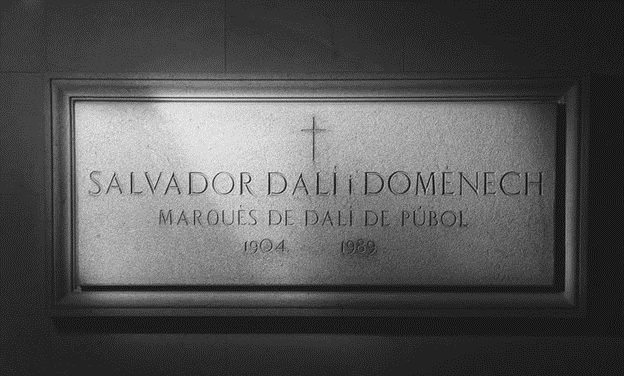 SALVADOR DALÍ i DOMÈNECH
MARQUÈS DE DALÍ DE PÚBOL
1904 1989